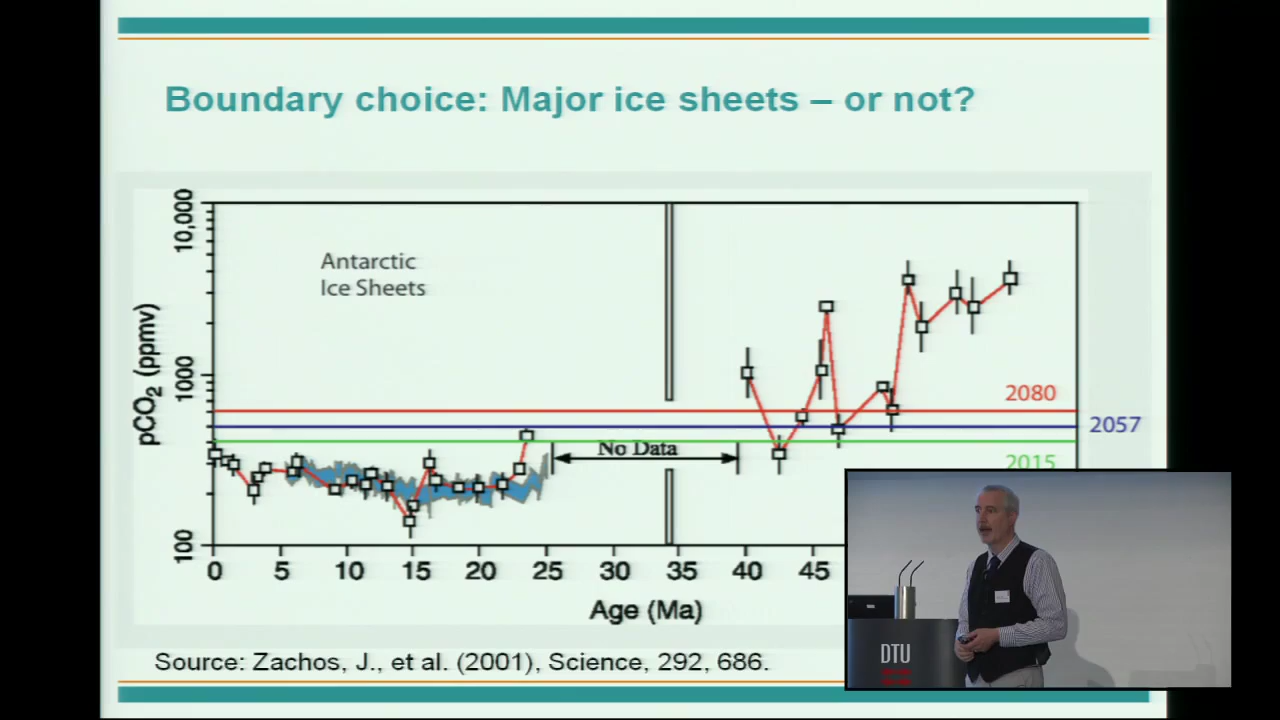 Boundary choice: Major ice sheets – or not?
10,000
1000
100
pCO₂ (ppmv)
Antarctic
Ice Sheets
No Data
2080
2057
2015
0 5 10 15 20 25 30 35 40 45
Age (Ma)
Source: Zachos, J., et al. (2001), Science, 292, 686.
DTU